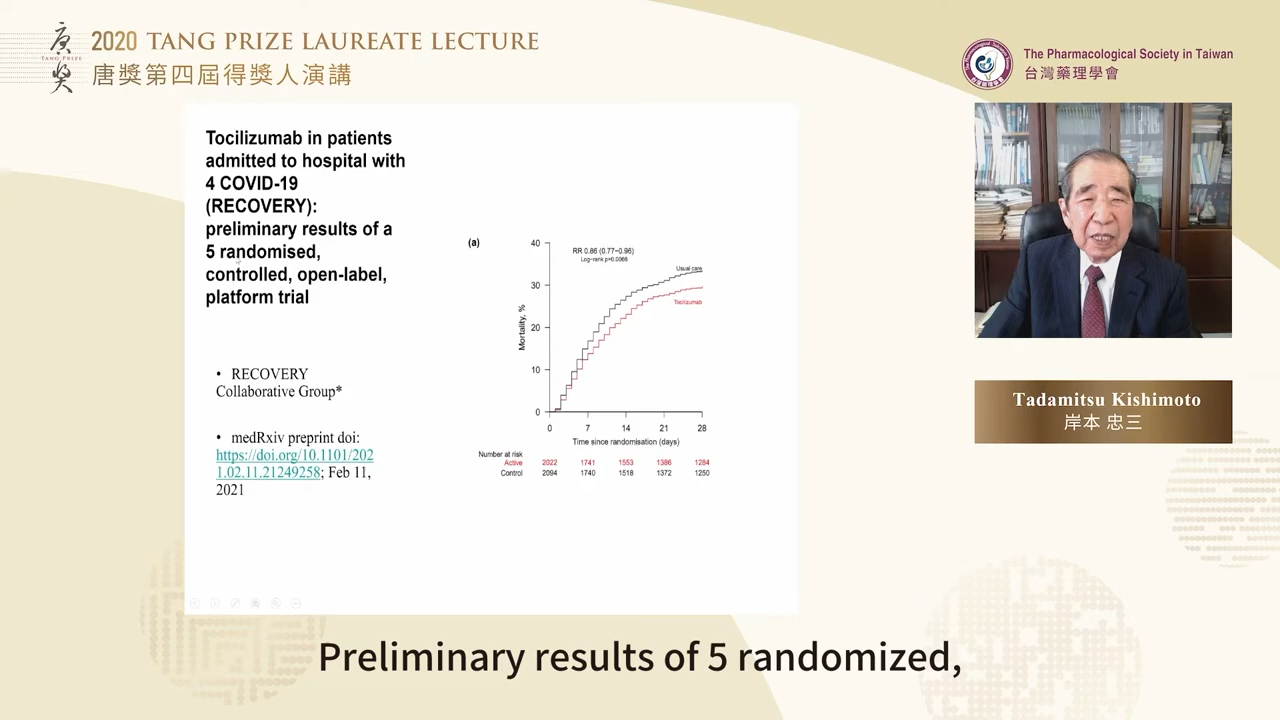 唐
TANG PRIZE
獎
2020 TANG PRIZE LAUREATE LECTURE
唐獎第四屆得獎人演講
The Pharmacological Society in Taiwan
台灣藥理學會
Tocilizumab in patients
admitted to hospital with
4 COVID-19
(RECOVERY):
preliminary results of a
5 randomised,
controlled, open-label,
platform trial
• RECOVERY
Collaborative Group*
• medRxiv preprint doi:
https://doi.org/10.1101/202
1.02.11.21249258; Feb 11,
2021
(a)
RR 0.86 (0.77–0.96)
Log-rank p=0.0066
Usual care
Tocilizumab
Mortality, %
40
30
20
10
0
0 7 14 21 28
Time since randomisation (days)
Number at risk
Active 2022 1741 1553 1386 1284
Control 2094 1740 1518 1372 1250
Tadamitsu Kishimoto
岸本 忠三
Preliminary results of 5 randomized,